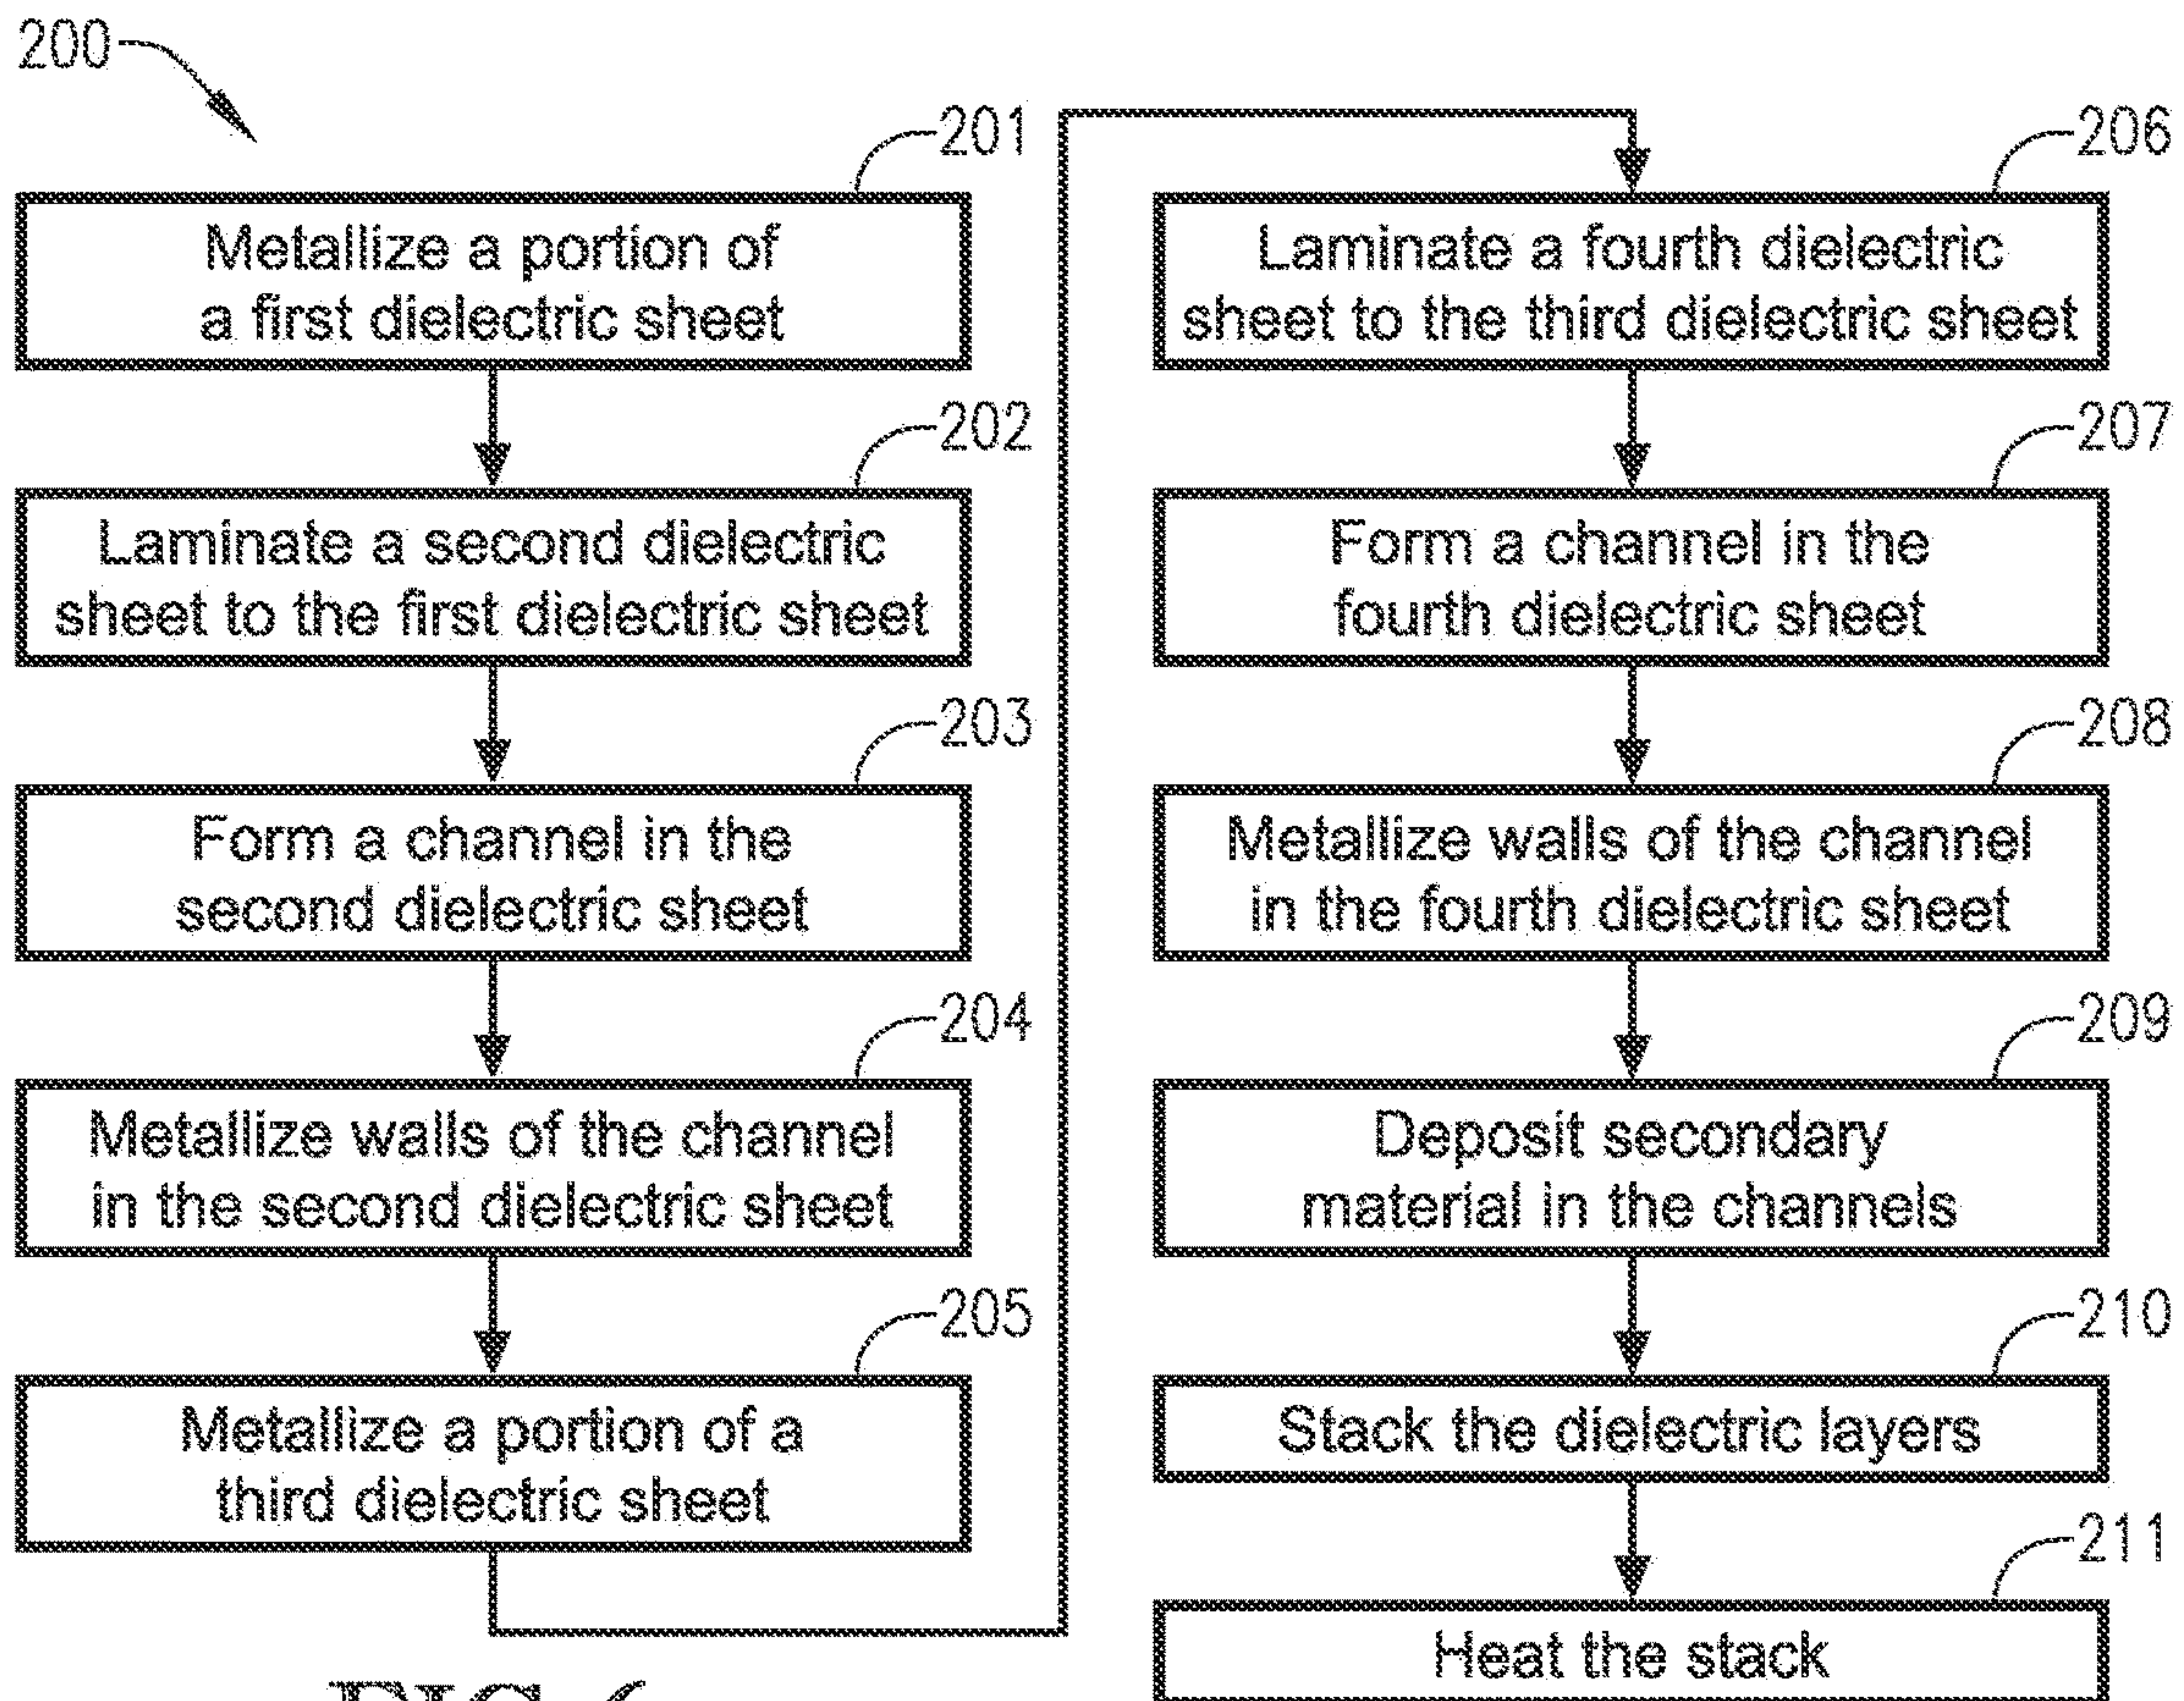 200
201
Metallize a portion of
a first dielectric sheet
202
Laminate a second dielectric
sheet to the first dielectric sheet
203
Form a channel in the
second dielectric sheet
204
Metallize walls of the channel
in the second dielectric sheet
205
Metallize a portion of a
third dielectric sheet
206
Laminate a fourth dielectric
sheet to the third dielectric sheet
207
Form a channel in the
fourth dielectric sheet
208
Metallize walls of the channel
in the fourth dielectric sheet
209
Deposit secondary
material in the channels
210
Stack the dielectric layers
211
Heat the stack